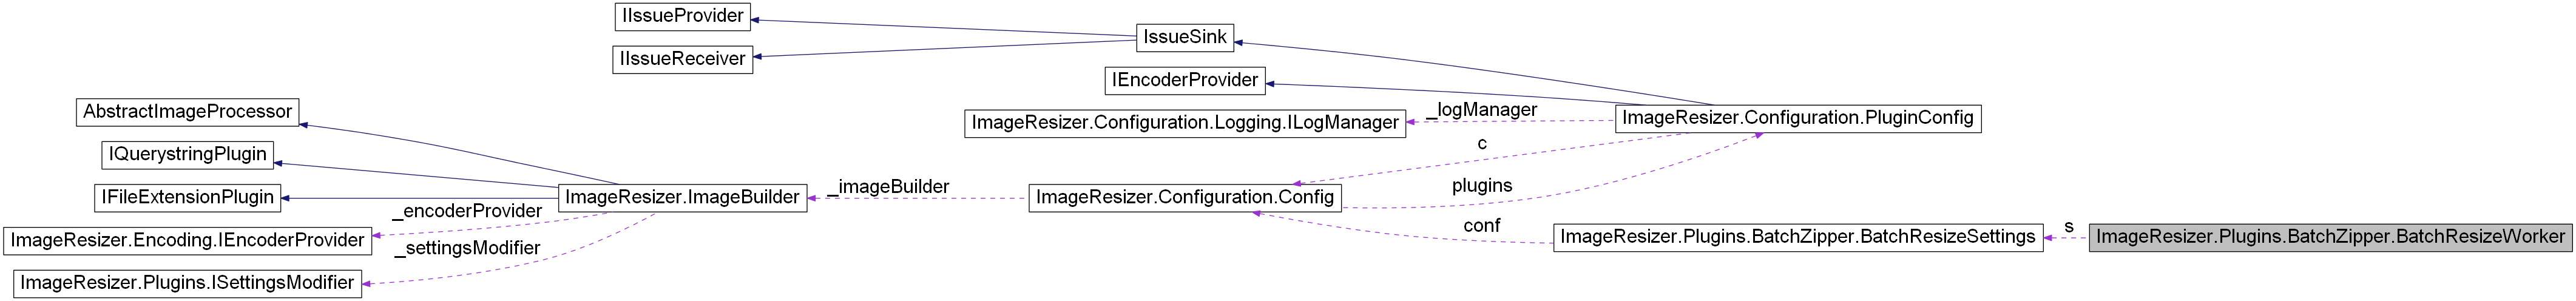 IIssueProvider
IssueSink
IIssueReceiver
IEncoderProvider
AbstractImageProcessor
_logManager
ImageResizer.Configuration.Logging.ILogManager
ImageResizer.Configuration.PluginConfig
c
IQuerystringPlugin
plugins
_imageBuilder
IFileExtensionPlugin
ImageResizer.ImageBuilder
ImageResizer.Configuration.Config
_encoderProvider
conf
s
ImageResizer.Encoding.IEncoderProvider
ImageResizer.Plugins.BatchZipper.BatchResizeSettings
ImageResizer.Plugins.BatchZipper.BatchResizeWorker
_settingsModifier
ImageResizer.Plugins.ISettingsModifier